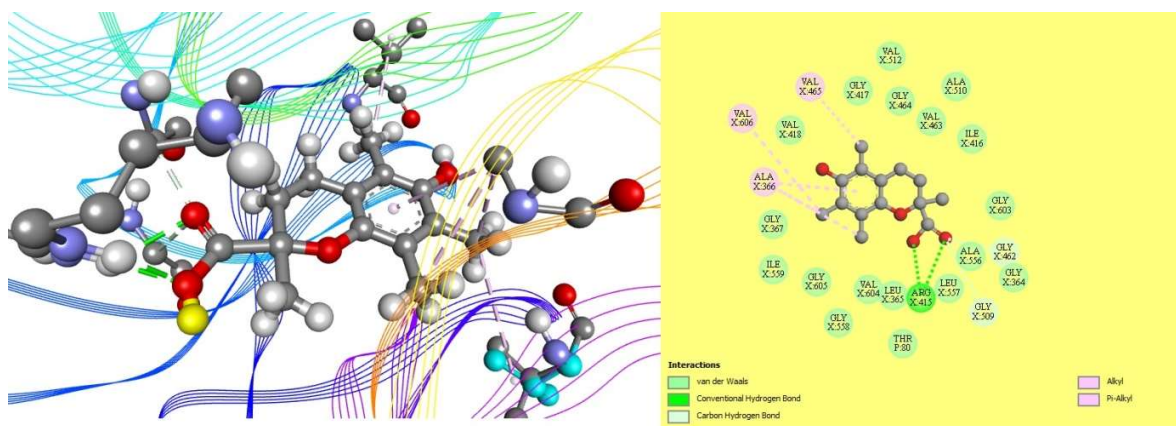 VAL
X:512
VAL
X:465
GLY
X:417
GLY
X:464
ALA
X:510
VAL
X:606
VAL
X:418
VAL
X:463
ILE
X:416
ALA
X:366
GLY
X:603
GLY
X:367
ALA
X:556
GLY
X:462
ILE
X:559
GLY
X:605
VAL
X:604
LEU
X:365
ARG
X:415
LEU
X:557
GLY
X:364
GLY
X:509
GLY
X:558
THR
P:80
Interactions
van der Waals
Conventional Hydrogen Bond
Carbon Hydrogen Bond
Alkyl
Pi-Alkyl